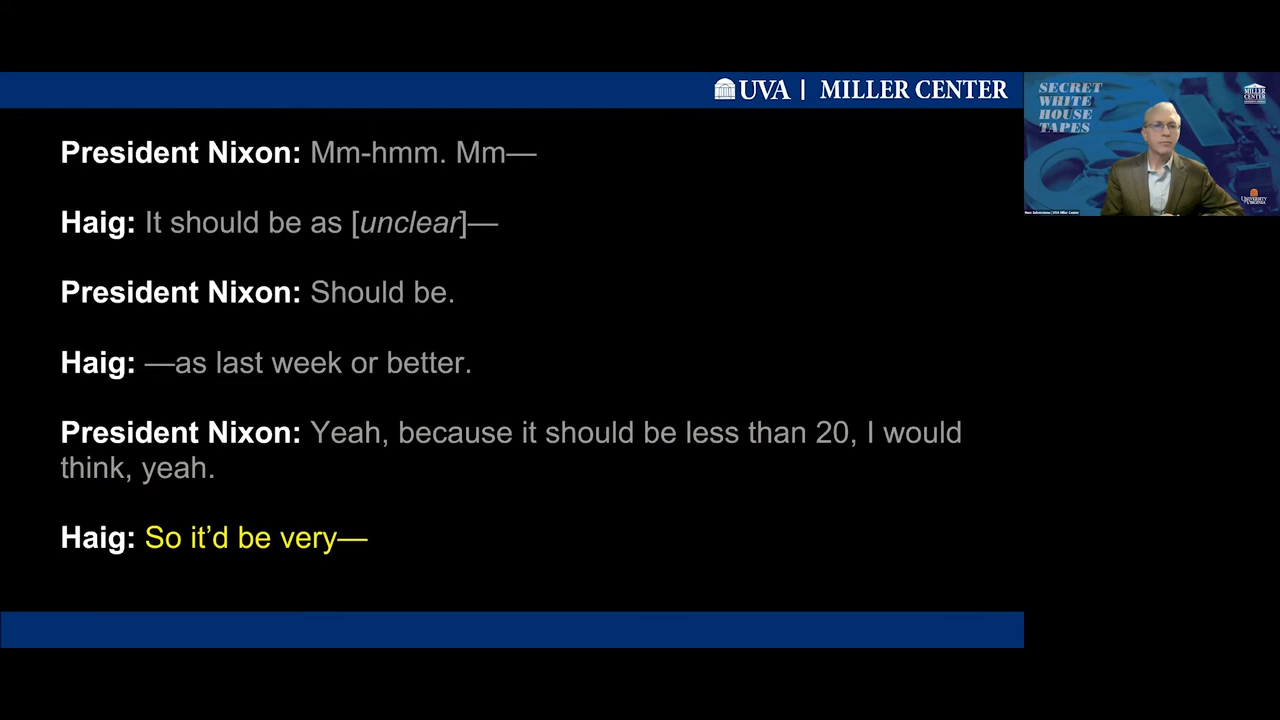 UVA | MILLER CENTER
SECRET
WHITE
HOUSE
TAPES
MILLER
CENTER
President Nixon: Mm-hmm. Mm—
Haig: It should be as [unclear]—
President Nixon: Should be.
Haig: —as last week or better.
President Nixon: Yeah, because it should be less than 20, I would
think, yeah.
Haig: So it’d be very—